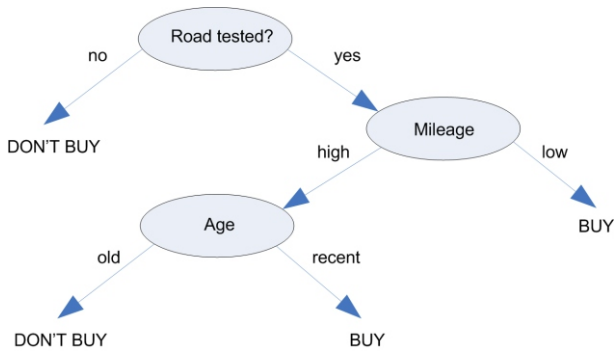 Road tested?
no
yes
DON'T BUY
Mileage
high
low
Age
BUY
old
recent
DON'T BUY
BUY